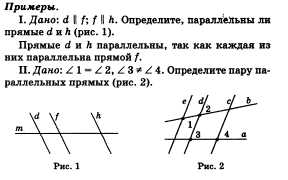 Примеры.
I. Дано: d ∥ f; f ∥ h. Определите, параллельны ли
прямые d и h (рис. 1).
Прямые d и h параллельны, так как каждая из
них параллельна прямой f.
II. Дано: ∠ 1 = ∠ 2, ∠ 3 ≠ ∠ 4. Определите пару па-
раллельных прямых (рис. 2).
d f h
m
e d c
2 b
1
3 4 a
Рис. 1 Рис. 2